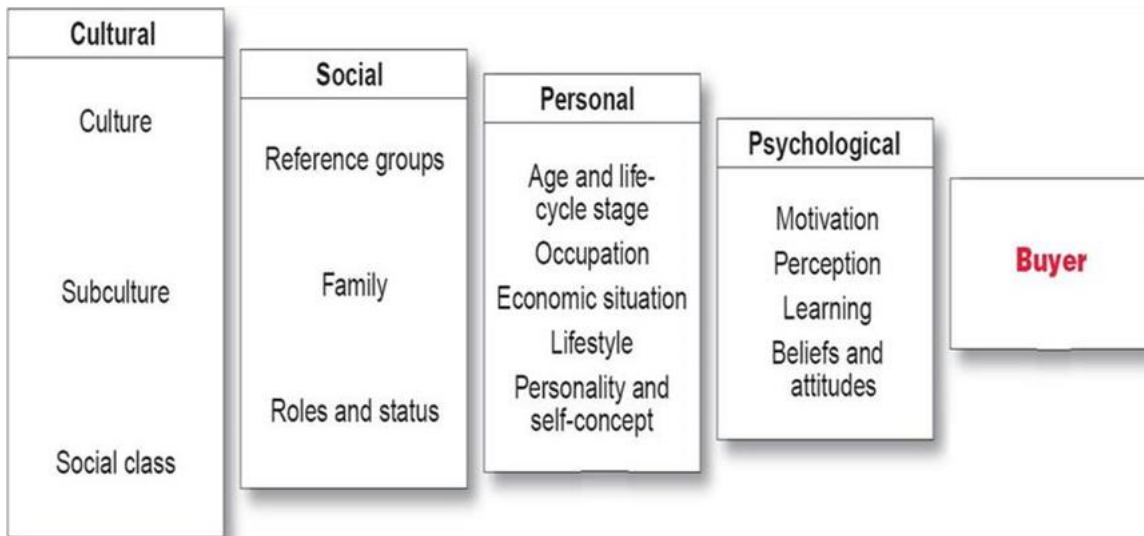 Cultural
Culture
Subculture
Social class
Social
Reference groups
Family
Roles and status
Personal
Age and life-
cycle stage
Occupation
Economic situation
Lifestyle
Personality and
self-concept
Psychological
Motivation
Perception
Learning
Beliefs and
attitudes
Buyer